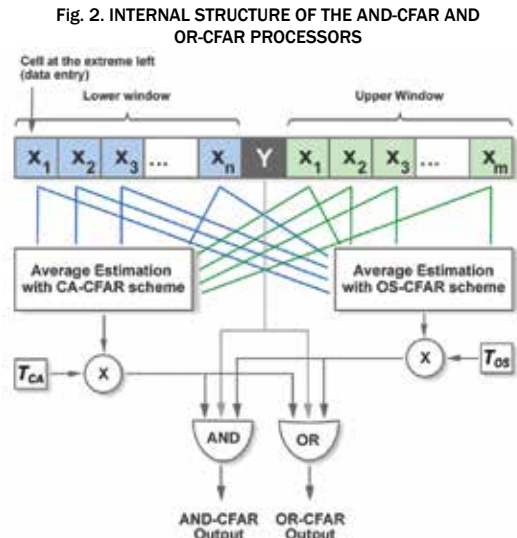 Fig. 2. INTERNAL STRUCTURE OF THE AND-CFAR AND
OR-CFAR PROCESSORS
Cell at the extreme left
(data entry)
Lower window
Upper Window
X1 X2 X3 ... Xn Y X1 X2 X3 ... Xm
Average Estimation
with CA-CFAR scheme
Average Estimation
with OS-CFAR scheme
TCA
X
X
TOS
AND
OR
AND-CFAR
Output
OR-CFAR
Output